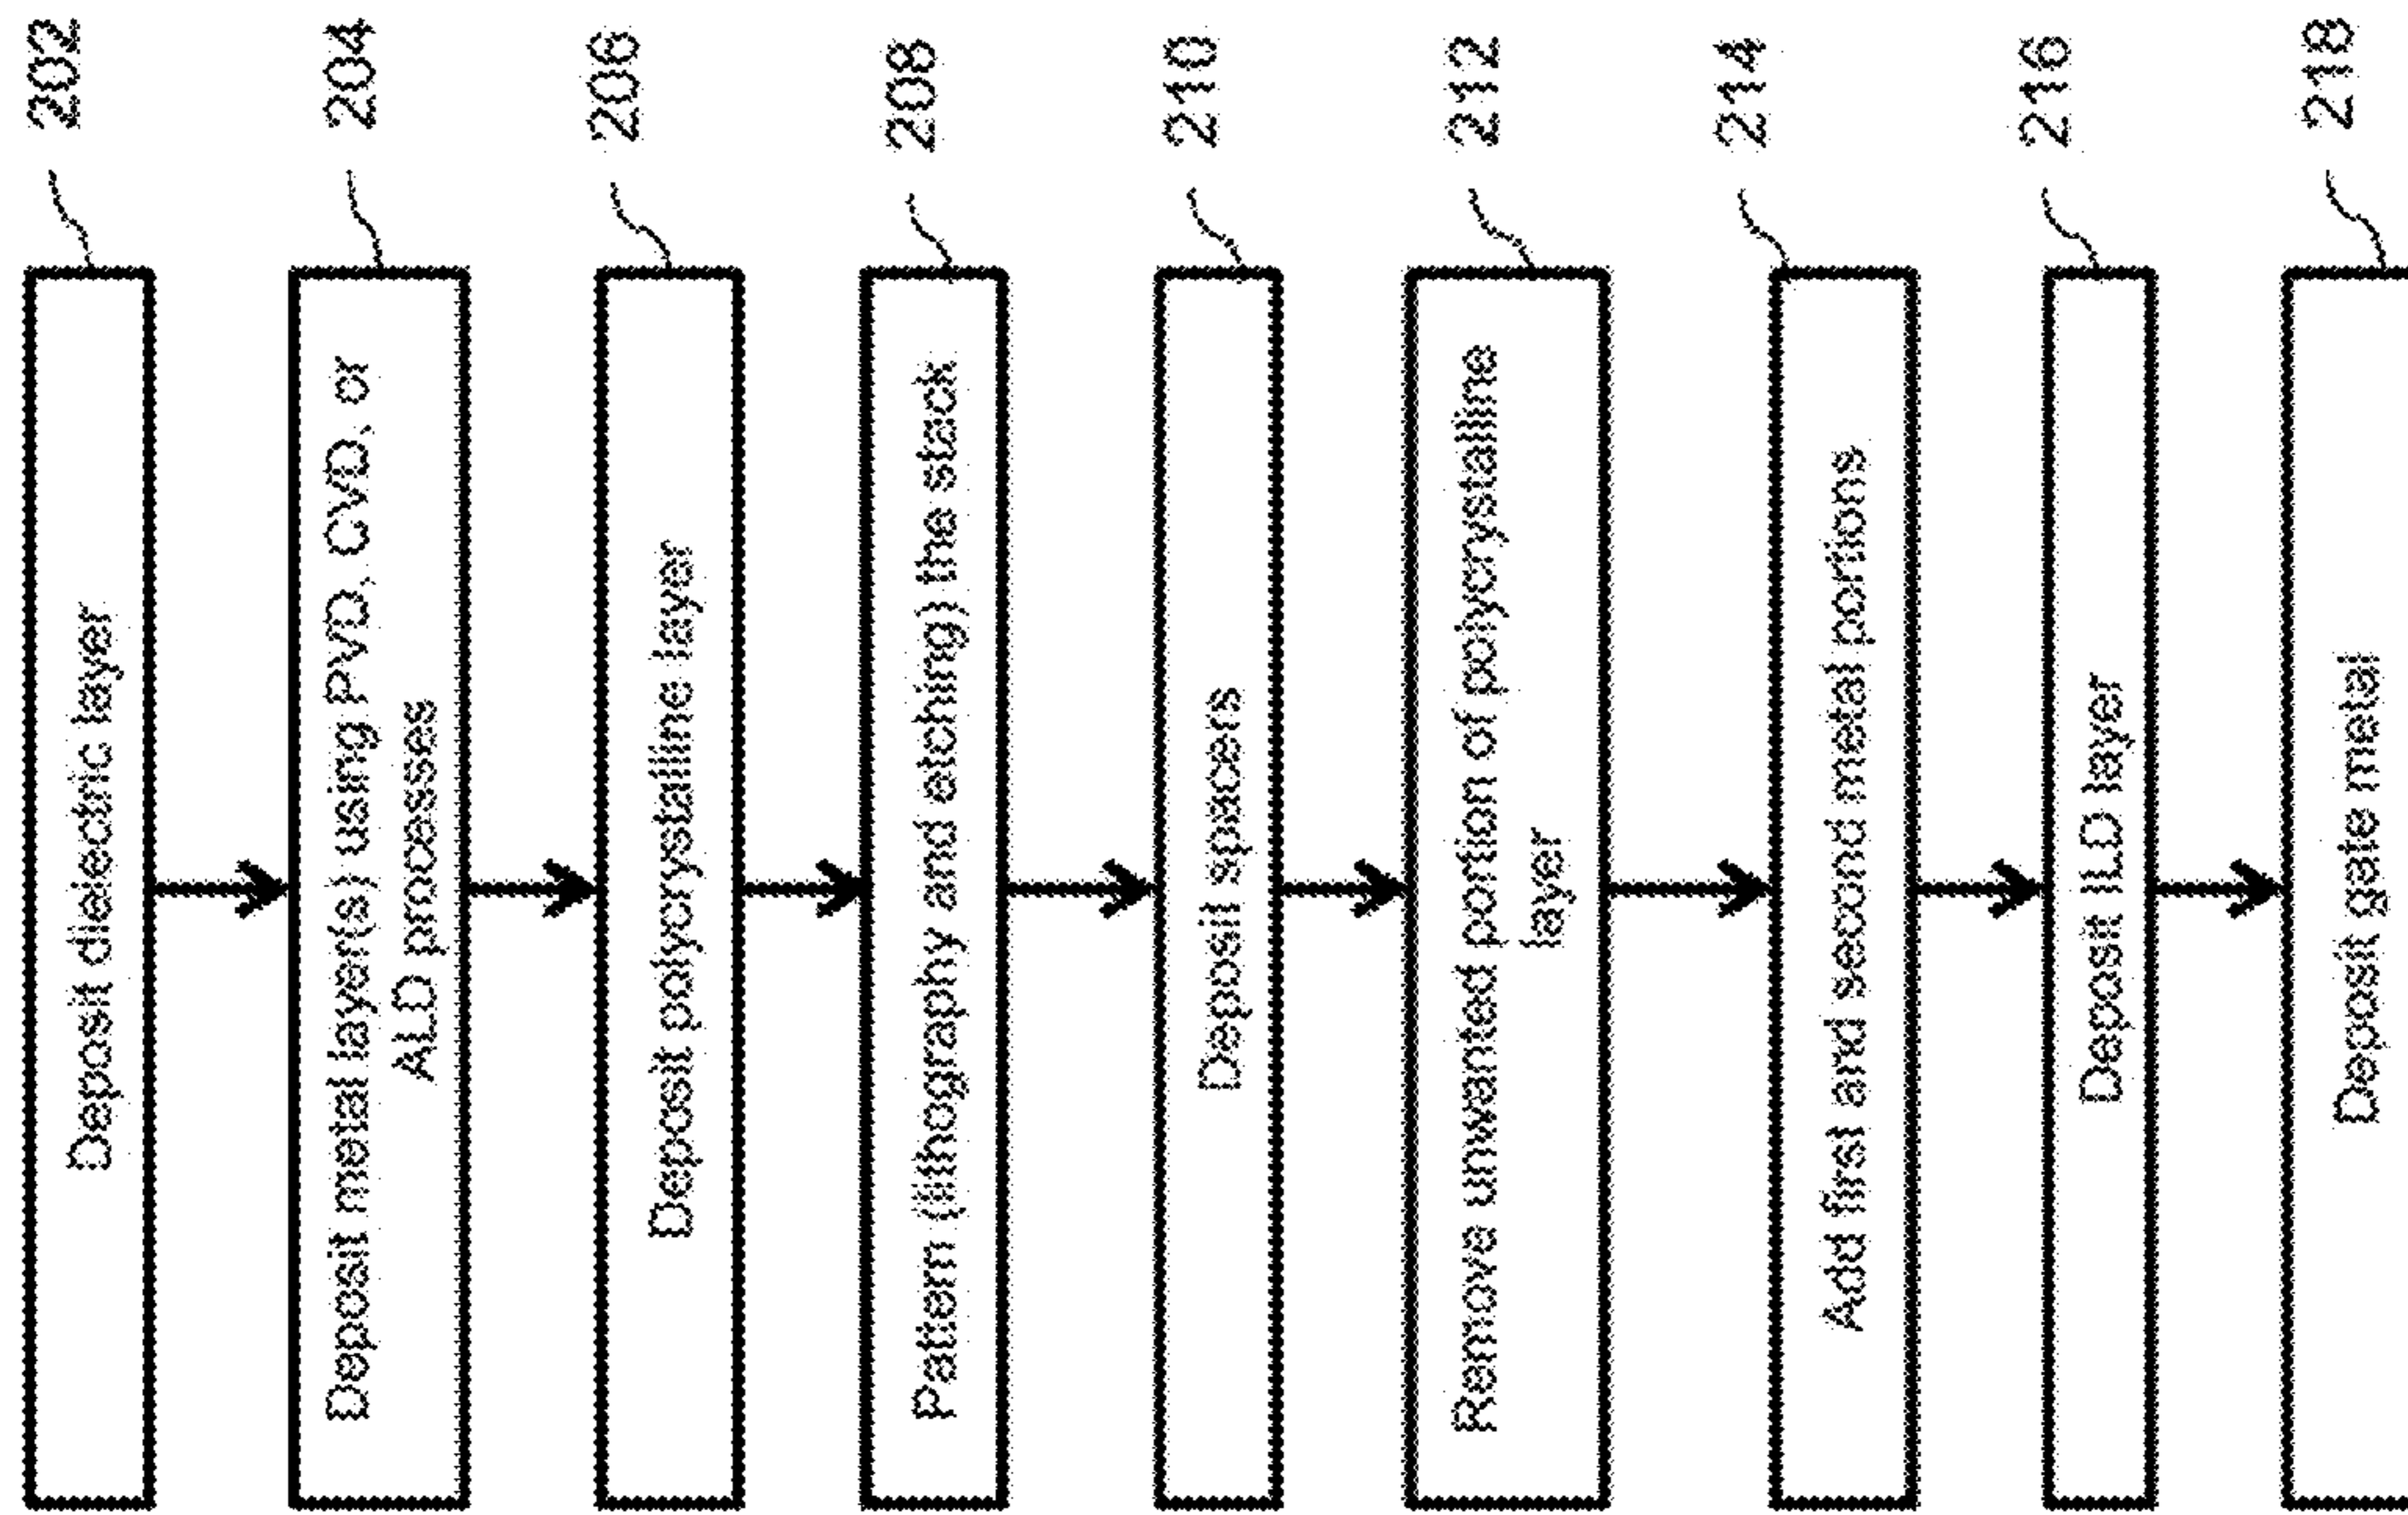 Deposit dielectric layer
202
Deposit metal layer(s) using PVD, CVD, or
ALD processes
204
Deposit polycrystalline layer
206
Pattern (lithography and etching) the stack
208
Deposit spacers
210
Remove unwanted portion of polycrystalline
layer
212
Add first and second metal portions
214
Deposit ILD layer
216
Deposit gate metal
218